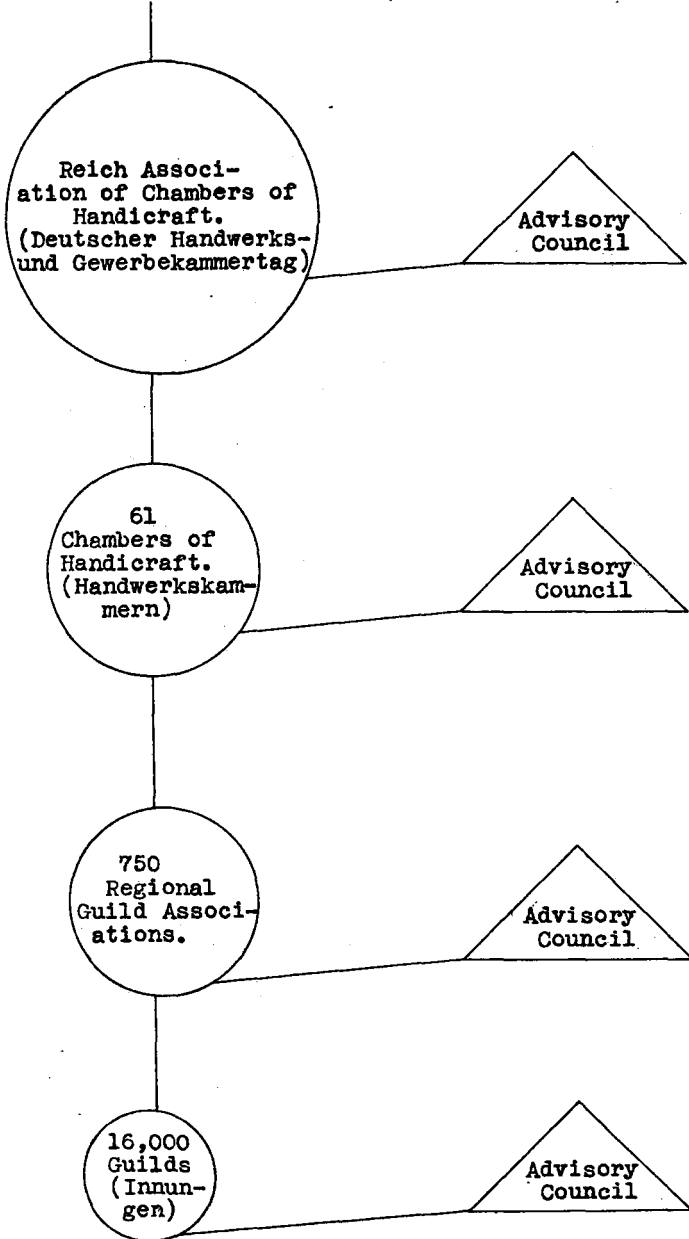 Reich Associ-
ation of Chambers of
Handicraft.
(Deutscher Handwerks-
und Gewerbekammertag)
Advisory
Council
61
Chambers of
Handicraft.
(Handwerkskam-
mern)
Advisory
Council
750
Regional
Guild Associ-
ations.
Advisory
Council
16,000
Guilds
(Innun-
gen)
Advisory
Council